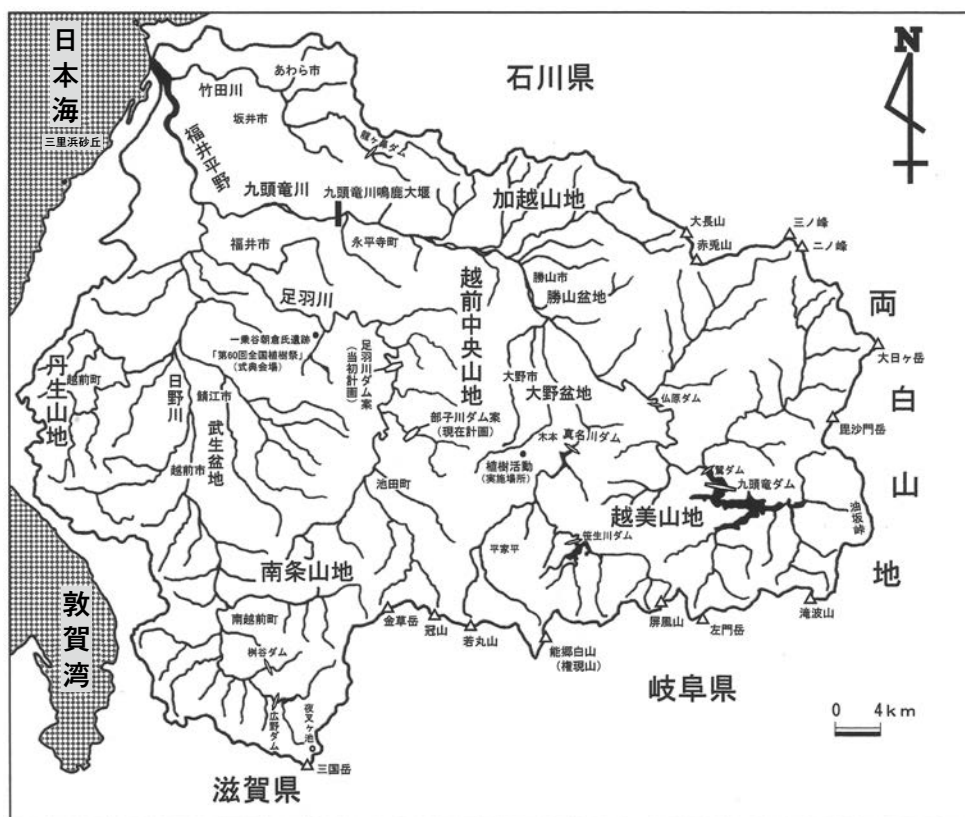 日本海
三里浜砂丘
石川県
N
あわら市
竹田川
坂井市
龍ヶ鼻ダム
福井平野
九頭竜川
九頭竜川鳴鹿大堰
加越山地
大長山
赤兎山
三ノ峰
二ノ峰
福井市
永平寺町
越前中央山地
勝山市
勝山盆地
両白山地
足羽川
一乗谷朝倉氏遺跡
「第60回全国植樹祭」
(式典会場)
足羽川ダム案
(当初計画)
大日ヶ岳
丹生山地
越前町
日野川
鯖江市
武生盆地
大野市
大野盆地
仏原ダム
毘沙門岳
部子川ダム案
(現在計画)
木本
真名川ダム
植樹活動
(実施場所)
越前市
池田町
鷲ダム
九頭竜ダム
越美山地
油坂峠
平家平
笹生川ダム
南条山地
敦賀湾
南越前町
桝谷ダム
金草岳
冠山
若丸山
能郷白山
(権現山)
屏風山
左門岳
滝波山
岐阜県
広野ダム
夜叉ヶ池
三国岳
滋賀県
0 4km